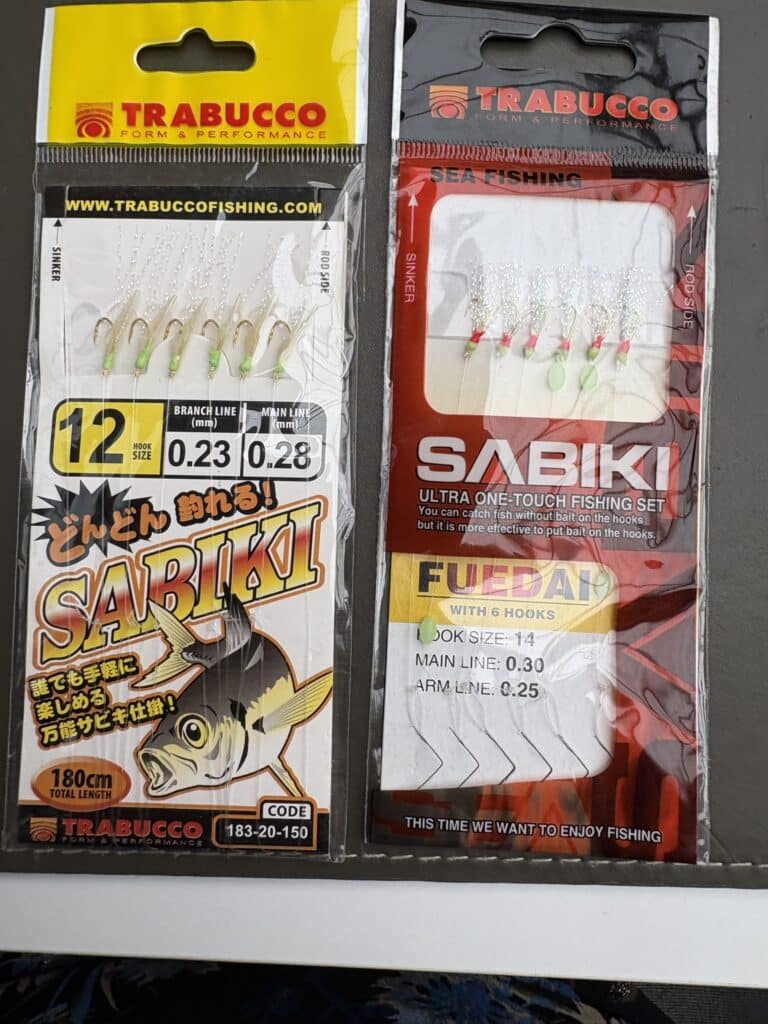 TRABUCCO
FORM & PERFORMANCE
WWW.TRABUCCOFISHING.COM
SINKER
ROD SIDE
12
HOOK SIZE
BRANCH LINE
(mm)
0.23
MAIN LINE
(mm)
0.28
どんどん 釣れる!
SABIKI
誰でも手軽に
楽しめる
万能サビキ仕掛!
180cm
TOTAL LENGTH
CODE
183-20-150
TRABUCCO
FORM & PERFORMANCE
TRABUCCO
FORM & PERFORMANCE
SEA FISHING
SINKER
ROD SIDE
SABIKI
ULTRA ONE-TOUCH FISHING SET
You can catch fish without bait on the hooks
but it is more effective to put bait on the hooks.
FUEDAI
WITH 6 HOOKS
HOOK SIZE: 14
MAIN LINE: 0.30
ARM LINE: 0.25
THIS TIME WE WANT TO ENJOY FISHING